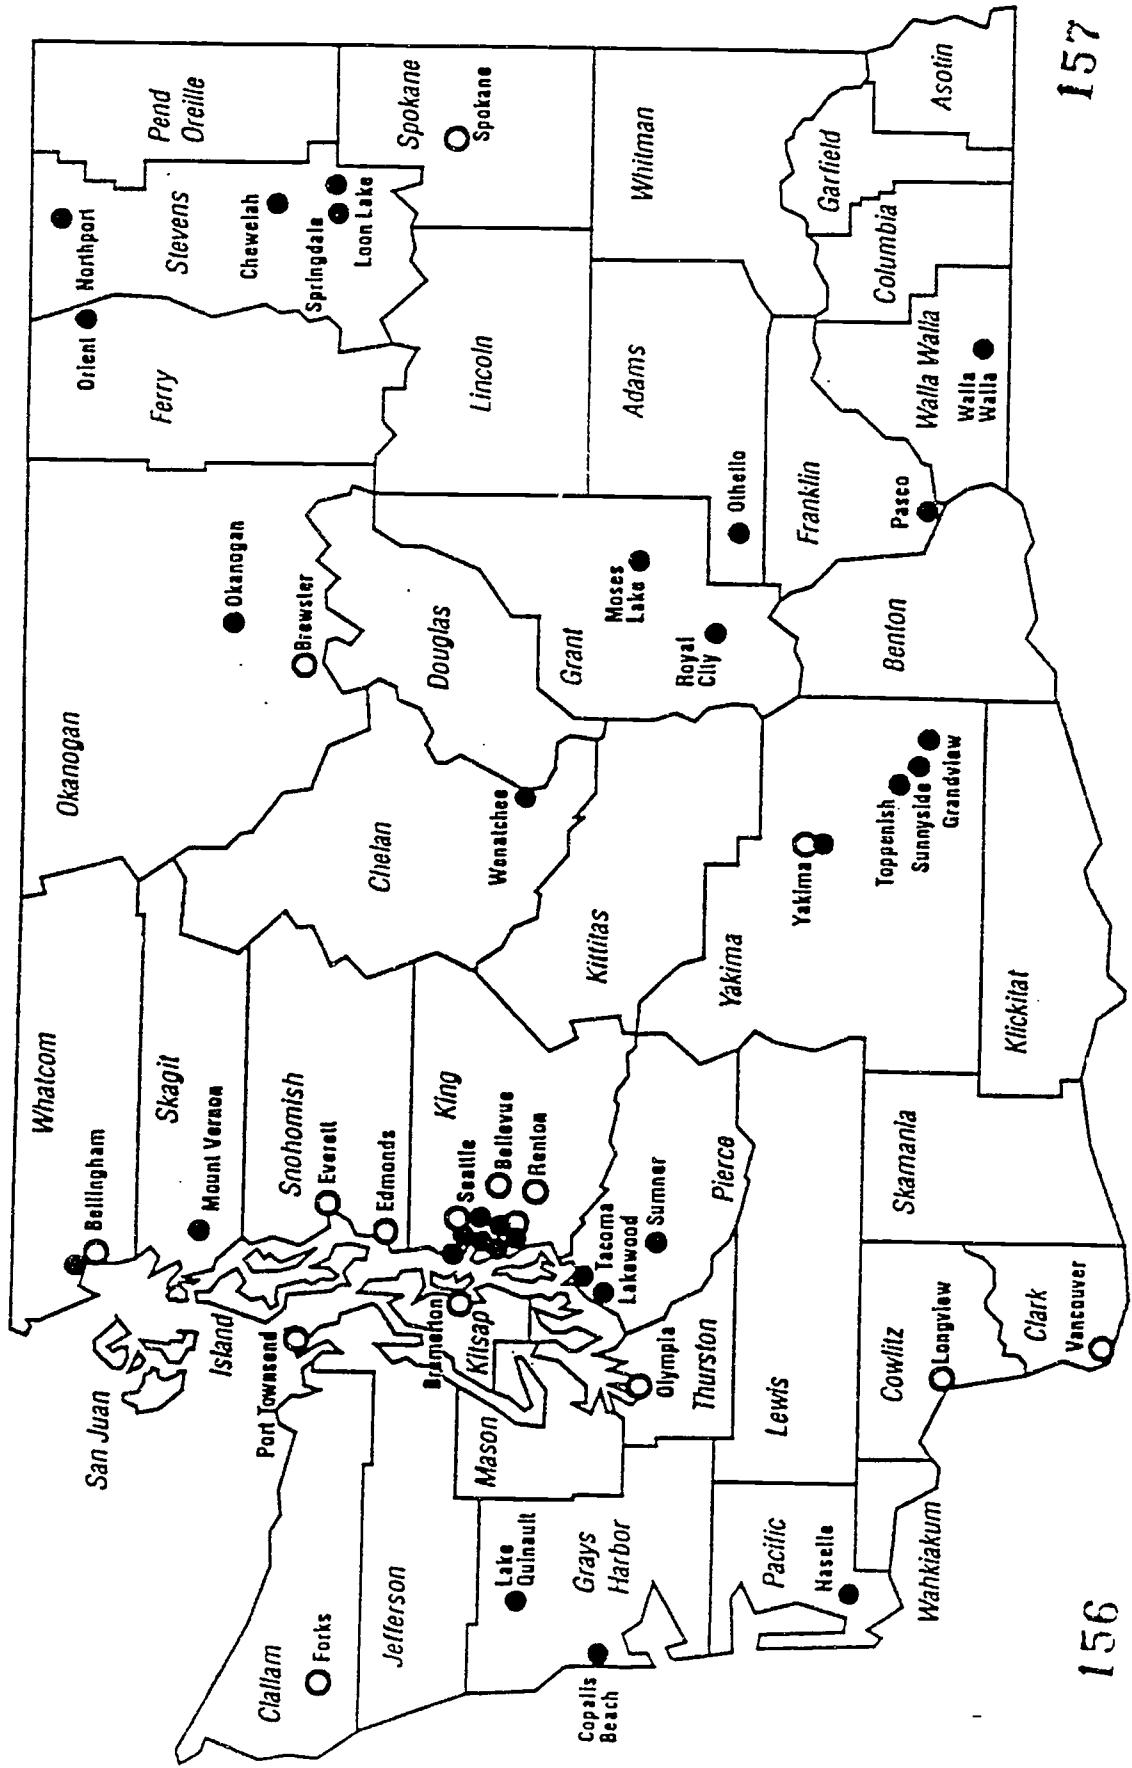 Whatcom
Okanogan
Ferry
Stevens
Pend
Oreille
San Juan
Skagit
Island
Snohomish
Chelan
Douglas
Lincoln
Spokane
Clallam
Jefferson
Kitsap
King
Mason
Grays
Harbor
Kittitas
Grant
Adams
Whitman
Thurston
Pierce
Pacific
Lewis
Yakima
Benton
Franklin
Walla Walla
Columbia
Garfield
Asotin
Wahkiakum
Cowlitz
Clark
Skamania
Klickitat
Bellingham
Mount Vernon
Everett
Edmonds
Port Townsend
Forks
Bremerton
Seattle
Bellevue
Renton
Tacoma
Lakewood
Sumner
Olympia
Lake
Quinault
Copalis
Beach
Naselle
Longview
Vancouver
Okanogan
Brewster
Wenatchee
Moses
Lake
Royal
City
Othello
Yakima
Toppenish
Sunnyside
Grandview
Pasco
Walla
Walla
Orient
Northport
Chewelah
Springdale
Loon Lake
Spokane
156
157